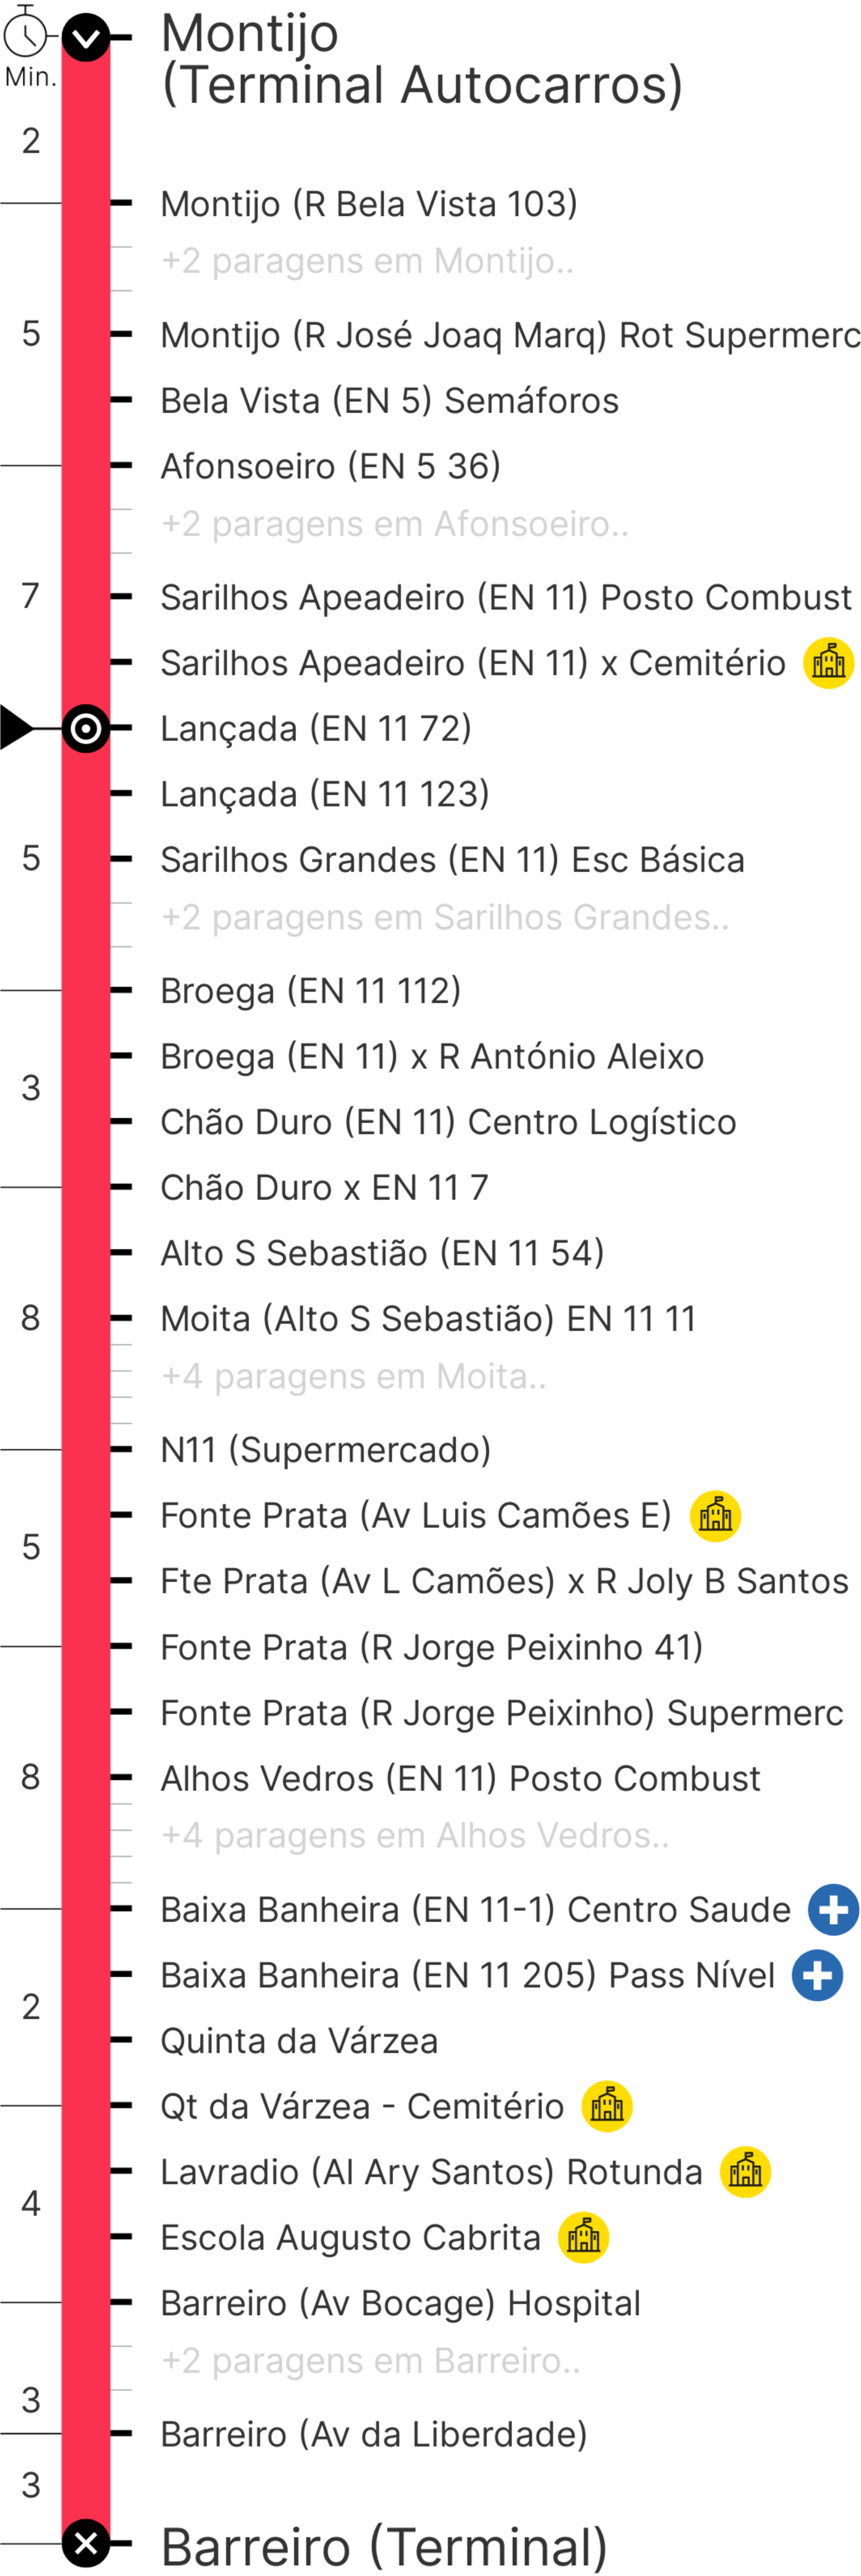 Montijo
(Terminal Autocarros)
Min.
2
Montijo (R Bela Vista 103)
+2 paragens em Montijo..
5
Montijo (R José Joaq Marq) Rot Supermerc
Bela Vista (EN 5) Semáforos
Afonsoeiro (EN 5 36)
+2 paragens em Afonsoeiro..
7
Sarilhos Apeadeiro (EN 11) Posto Combust
Sarilhos Apeadeiro (EN 11) x Cemitério
Lançada (EN 11 72)
Lançada (EN 11 123)
5
Sarilhos Grandes (EN 11) Esc Básica
+2 paragens em Sarilhos Grandes..
Broega (EN 11 112)
Broega (EN 11) x R António Aleixo
3
Chão Duro (EN 11) Centro Logístico
Chão Duro x EN 11 7
Alto S Sebastião (EN 11 54)
8
Moita (Alto S Sebastião) EN 11 11
+4 paragens em Moita..
N11 (Supermercado)
Fonte Prata (Av Luis Camões E)
5
Fte Prata (Av L Camões) x R Joly B Santos
Fonte Prata (R Jorge Peixinho 41)
Fonte Prata (R Jorge Peixinho) Supermerc
8
Alhos Vedros (EN 11) Posto Combust
+4 paragens em Alhos Vedros..
Baixa Banheira (EN 11-1) Centro Saude
Baixa Banheira (EN 11 205) Pass Nível
2
Quinta da Várzea
Qt da Várzea - Cemitério
Lavradio (Al Ary Santos) Rotunda
4
Escola Augusto Cabrita
Barreiro (Av Bocage) Hospital
+2 paragens em Barreiro..
3
Barreiro (Av da Liberdade)
3
Barreiro (Terminal)